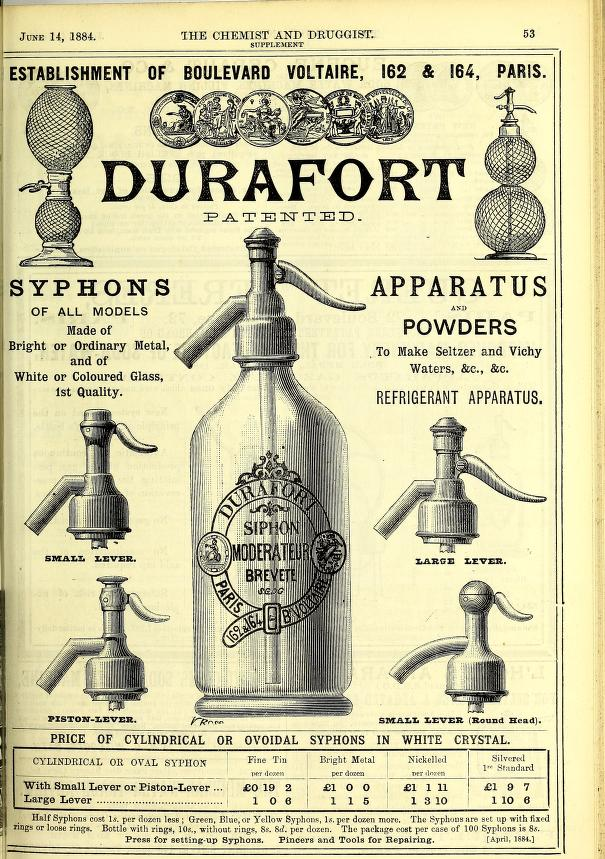 JUNE 14, 1884.
THE CHEMIST AND DRUGGIST.
53
SUPPLEMENT
ESTABLISHMENT OF BOULEVARD VOLTAIRE, 162 & 164, PARIS.
DURAFORT
PATENTED.
SYPHONS
OF ALL MODELS
Made of
Bright or Ordinary Metal,
and of
White or Coloured Glass,
1st Quality.
APPARATUS
AND
POWDERS
To Make Seltzer and Vichy
Waters, &c., &c.
REFRIGERANT APPARATUS.
DURAFORT
SIPHON
MODERATEUR
BREVETÉ
S.G.D.G
PARIS
162 & 164 BD VOLTAIRE
SMALL LEVER.
LARGE LEVER.
PISTON-LEVER.
SMALL LEVER (Round Head).
PRICE OF CYLINDRICAL OR OVOIDAL SYPHONS IN WHITE CRYSTAL.
CYLINDRICAL OR OVAL SYPHON Fine Tin per dozen Bright Metal per dozen Nickelled per dozen Silvered 1re Standard
With Small Lever or Piston-Lever ... £0 19 2 £1 0 0 £1 1 11 £1 9 7
Large Lever ........................ 1 0 6 1 1 5 1 3 10 1 10 6
Half Syphons cost 1s. per dozen less; Green, Blue, or Yellow Syphons, 1s. per dozen more. The Syphons are set up with fixed
rings or loose rings. Bottle with rings, 10s., without rings, 8s. 8d. per dozen. The package cost per case of 100 Syphons is 8s.
Press for setting-up Syphons. Pincers and Tools for Repairing. [April, 1884.]